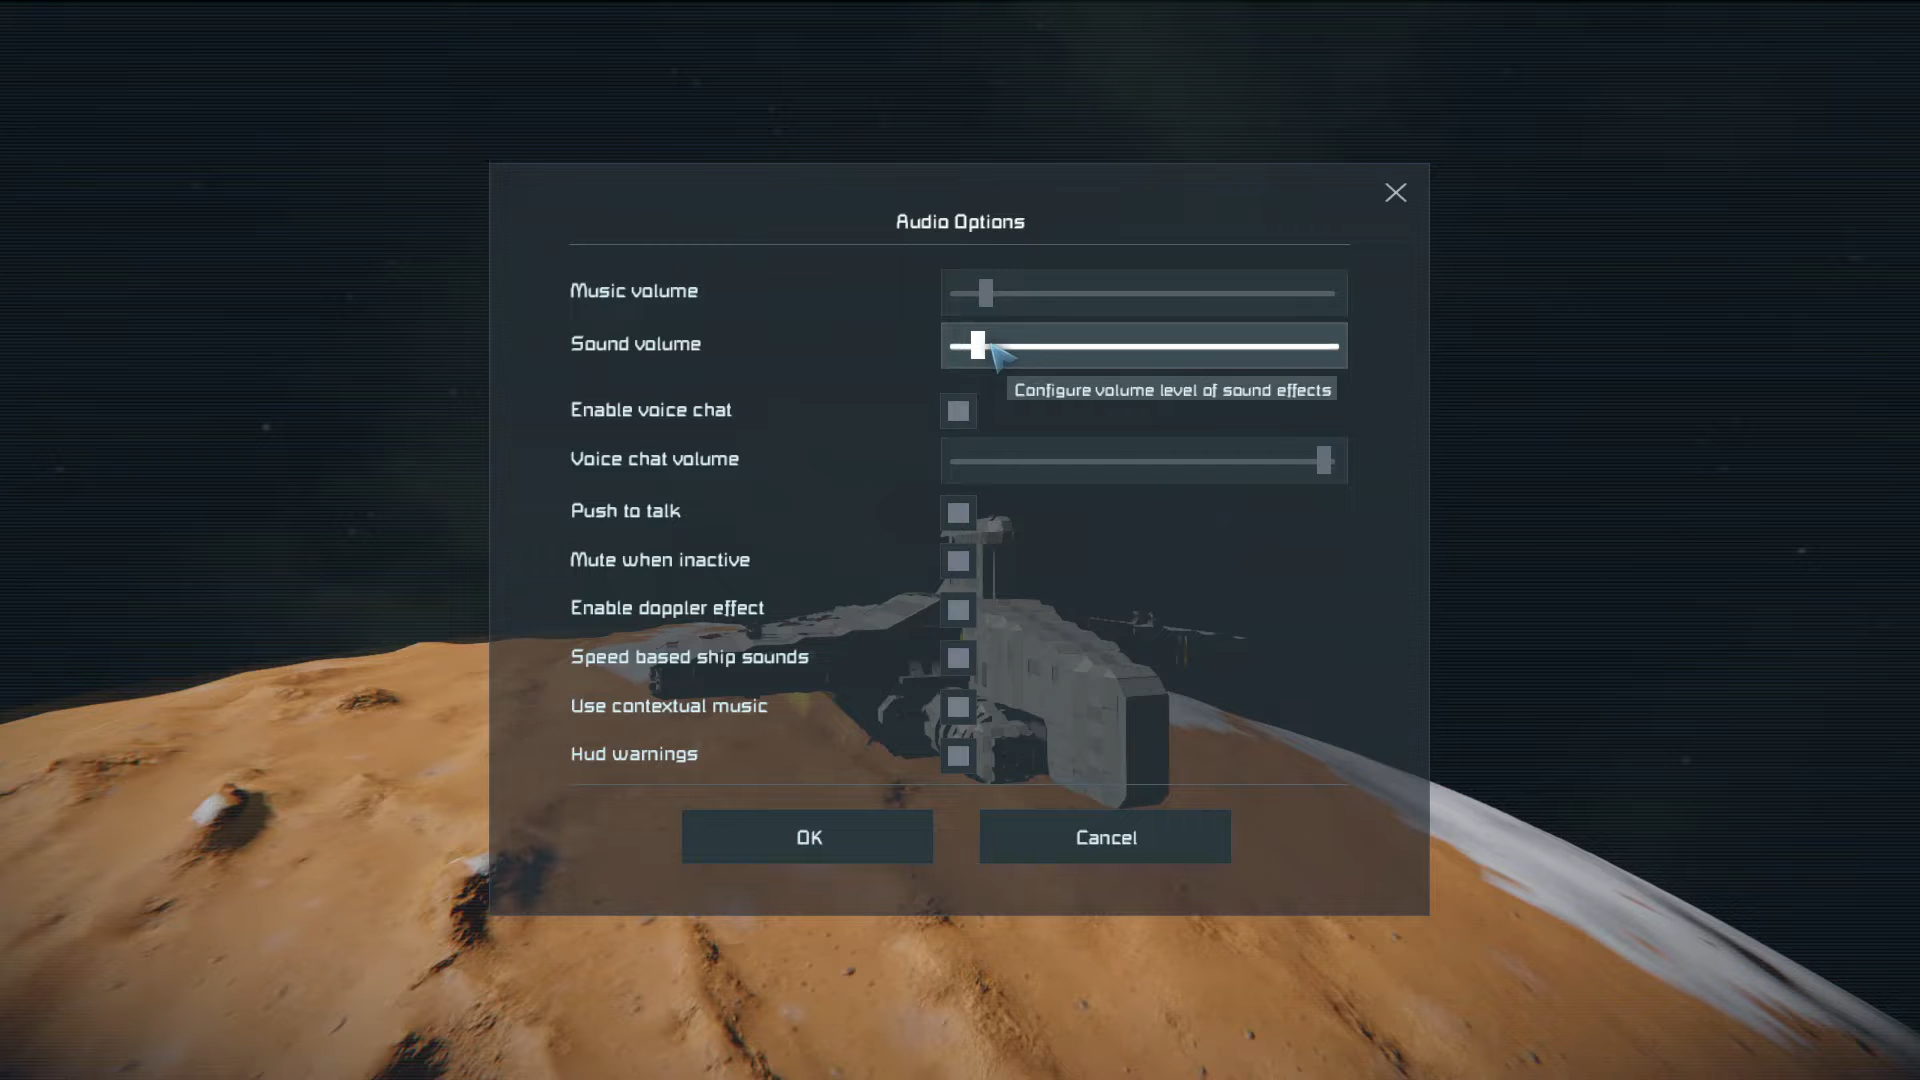 Audio Options
Music volume
Sound volume
Configure volume level of sound effects
Enable voice chat
Voice chat volume
Push to talk
Mute when inactive
Enable doppler effect
Speed based ship sounds
Use contextual music
Hud warnings
OK
Cancel